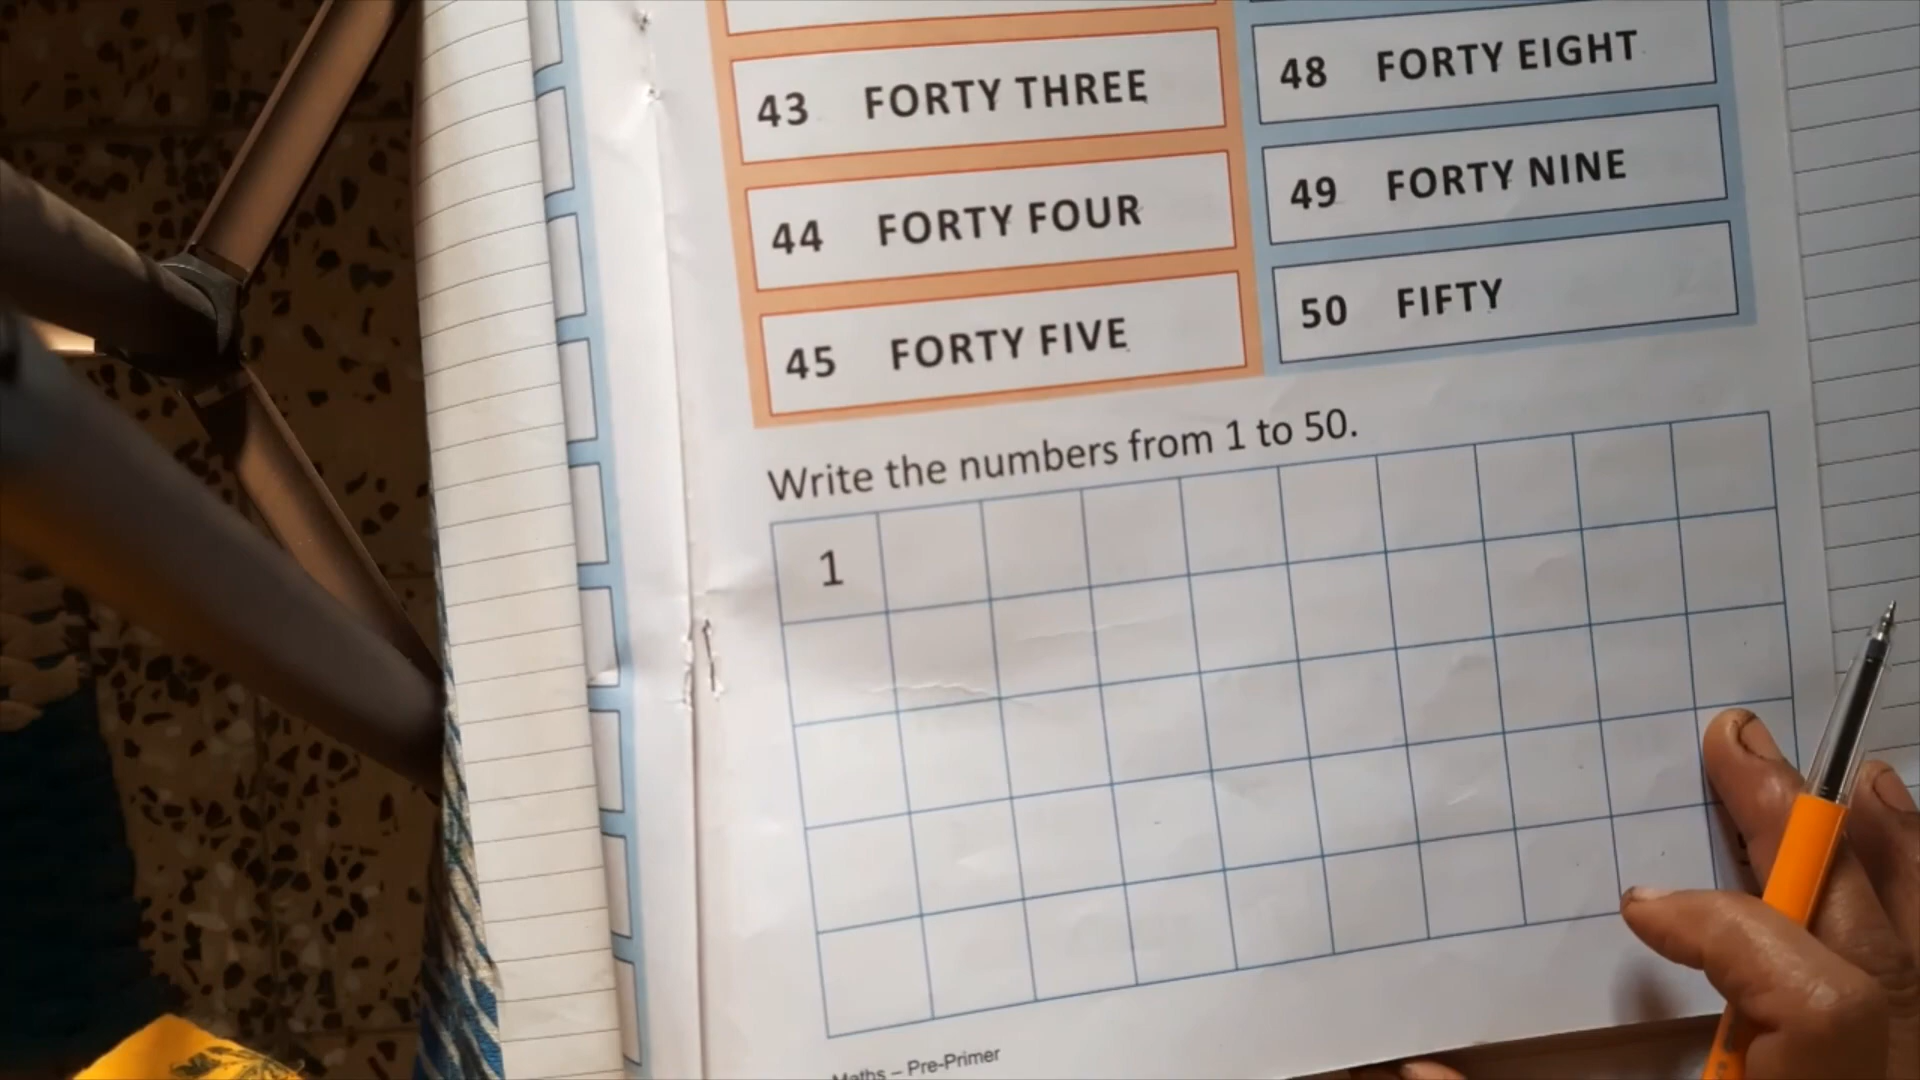 43 FORTY THREE
44 FORTY FOUR
45 FORTY FIVE
48 FORTY EIGHT
49 FORTY NINE
50 FIFTY
Write the numbers from 1 to 50.
1
Maths – Pre-Primer